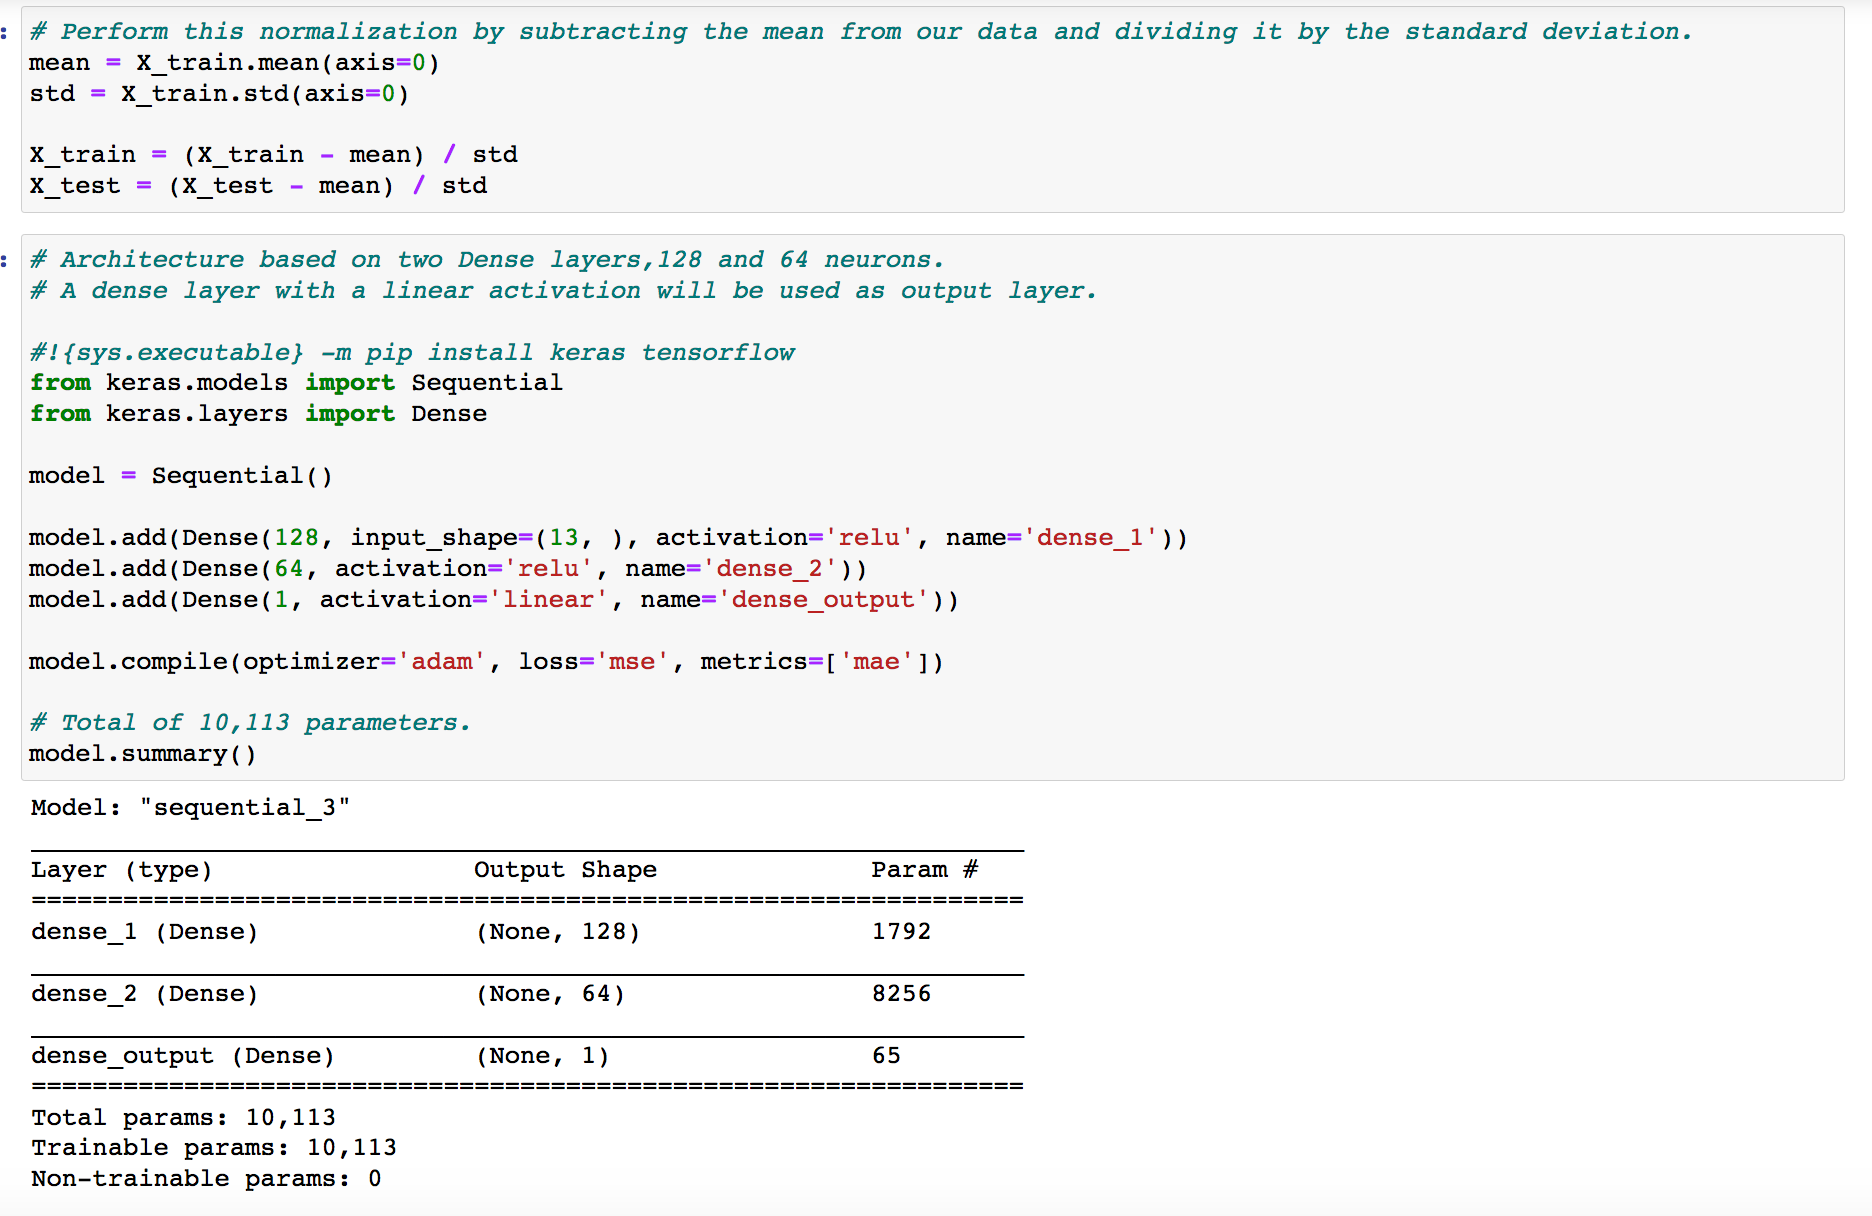 # Perform this normalization by subtracting the mean from our data and dividing it by the standard deviation.
mean = X_train.mean(axis=0)
std = X_train.std(axis=0)
X_train = (X_train - mean) / std
X_test = (X_test - mean) / std
# Architecture based on two Dense layers,128 and 64 neurons.
# A dense layer with a linear activation will be used as output layer.
#!{sys.executable} -m pip install keras tensorflow
from keras.models import Sequential
from keras.layers import Dense
model = Sequential()
model.add(Dense(128, input_shape=(13, ), activation='relu', name='dense_1'))
model.add(Dense(64, activation='relu', name='dense_2'))
model.add(Dense(1, activation='linear', name='dense_output'))
model.compile(optimizer='adam', loss='mse', metrics=['mae'])
# Total of 10,113 parameters.
model.summary()
Model: "sequential_3"
_________________________________________________________________
Layer (type)                 Output Shape              Param #
=================================================================
dense_1 (Dense)              (None, 128)               1792
_________________________________________________________________
dense_2 (Dense)              (None, 64)                8256
_________________________________________________________________
dense_output (Dense)         (None, 1)                 65
=================================================================
Total params: 10,113
Trainable params: 10,113
Non-trainable params: 0